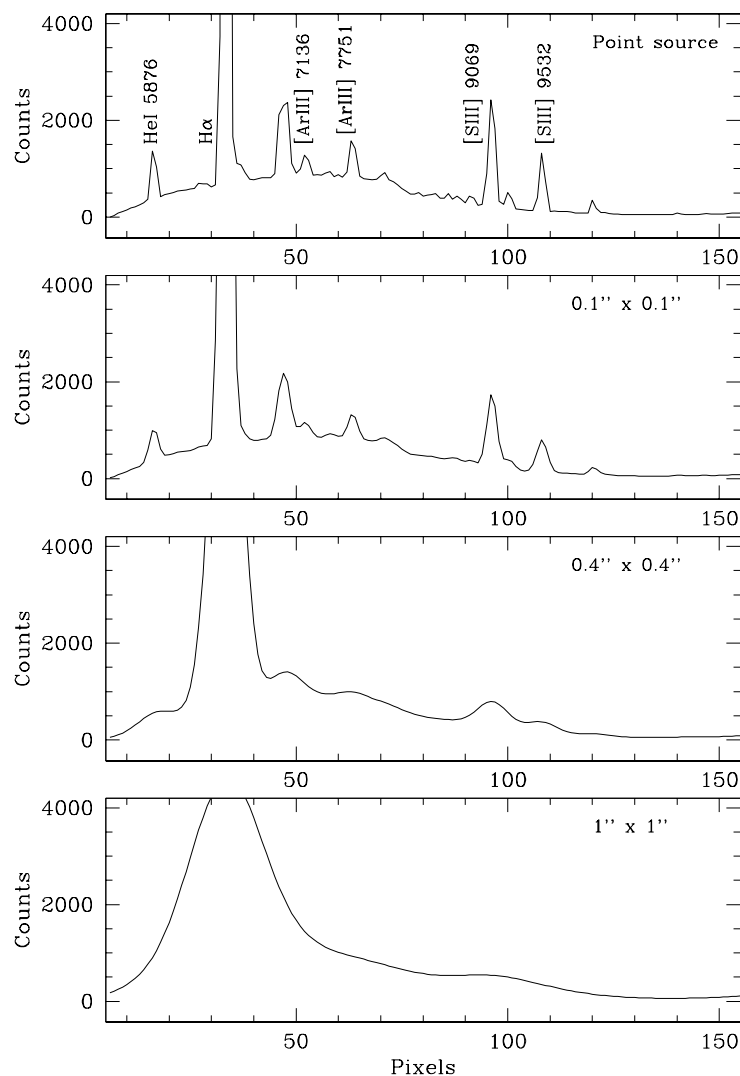 4000
2000
0
Counts
HeI 5876
Hα
[ArIII] 7136
[ArIII] 7751
[SIII] 9069
[SIII] 9532
Point source
50
100
150
4000
2000
0
Counts
0.1’’ x 0.1’’
50
100
150
4000
2000
0
Counts
0.4’’ x 0.4’’
50
100
150
4000
2000
0
Counts
1’’ x 1’’
50
100
150
Pixels